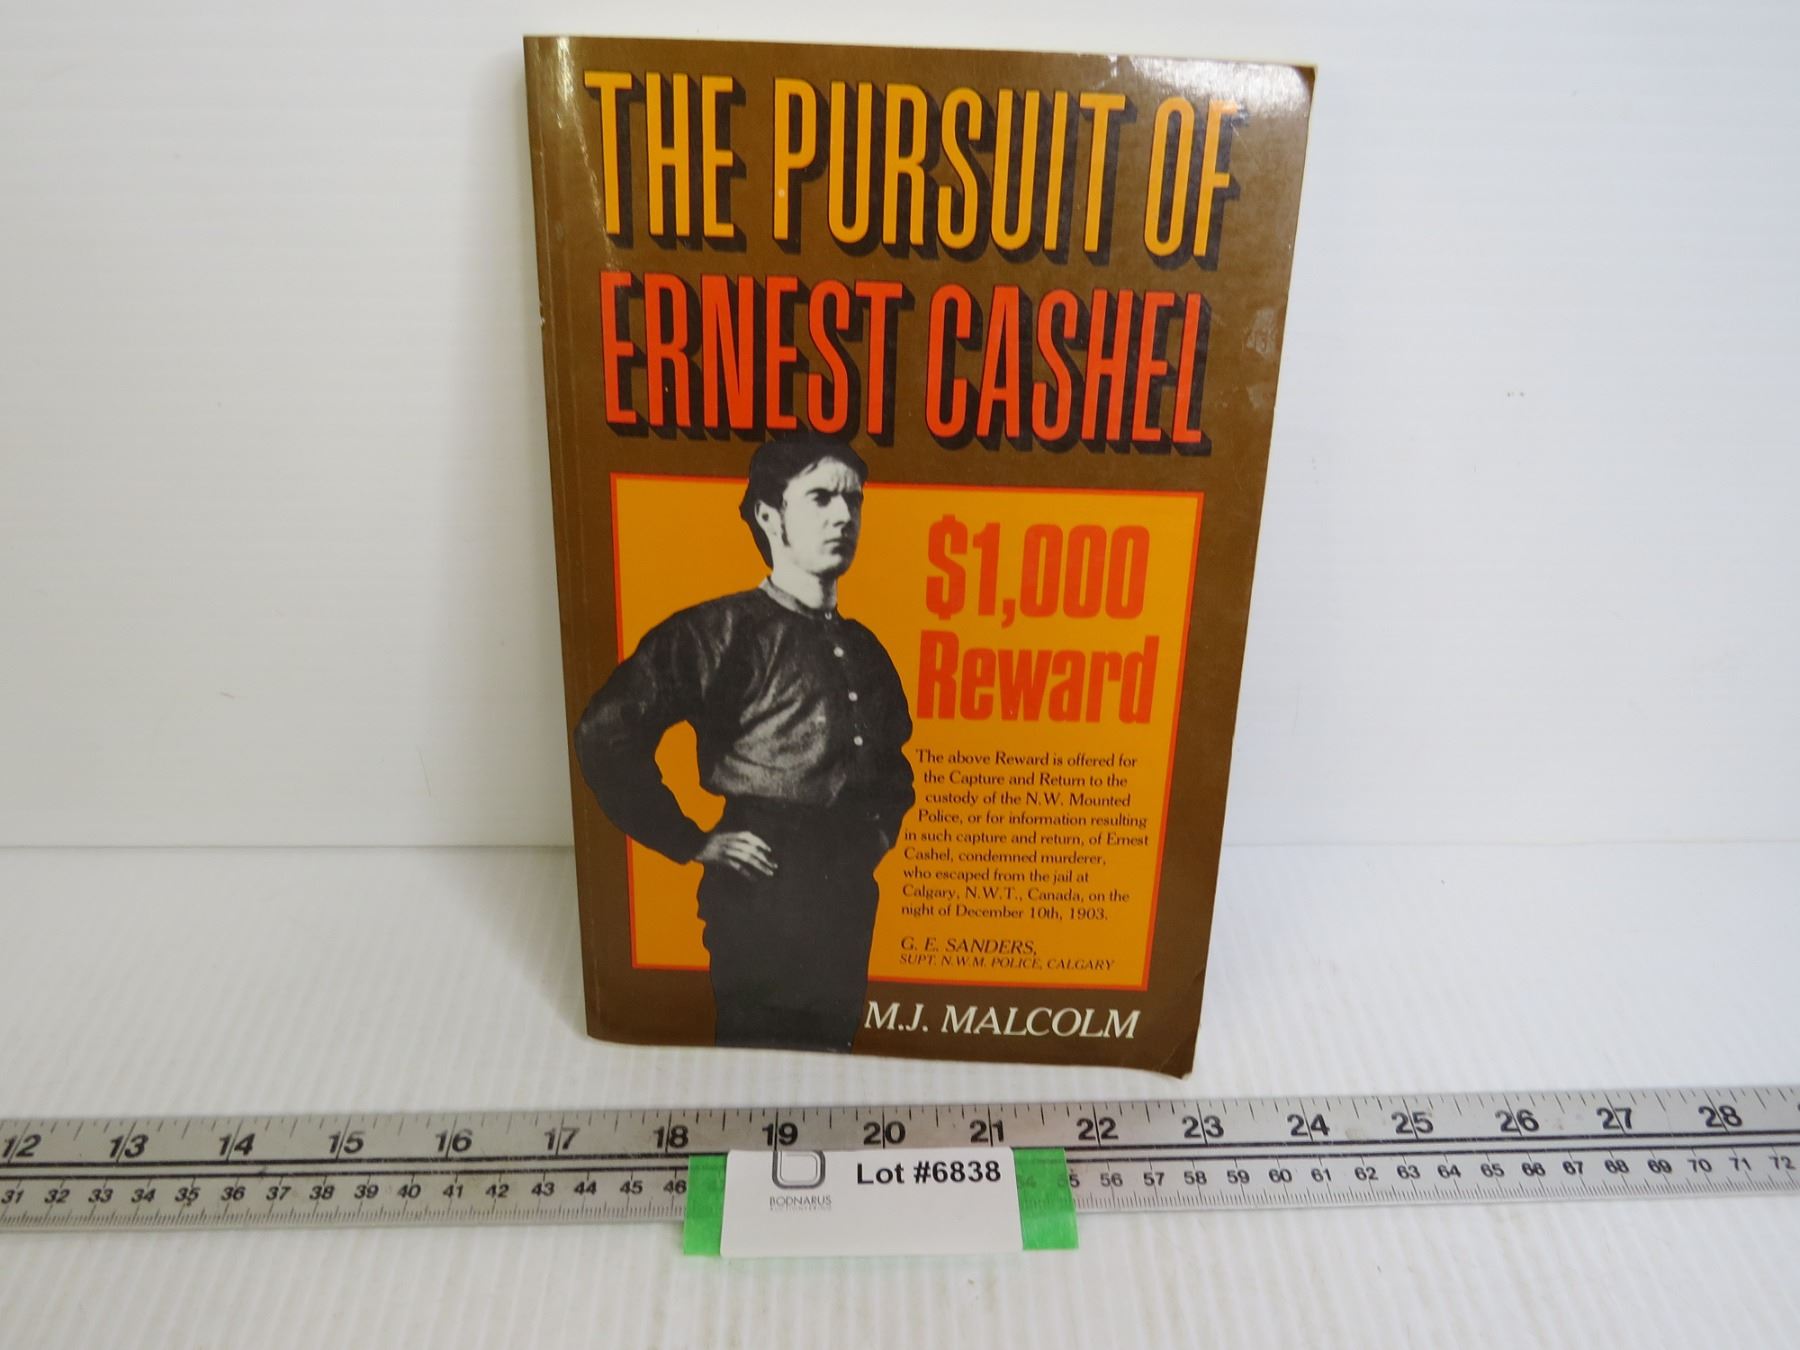 THE PURSUIT OF
ERNEST CASHEL
$1,000
Reward
The above Reward is offered for
the Capture and Return to the
custody of the N.W. Mounted
Police, or for information resulting
in such capture and return, of Ernest
Cashel, condemned murderer,
who escaped from the jail at
Calgary, N.W.T., Canada, on the
night of December 10th, 1903.
G. E. SANDERS,
SUPT. N.W.M. POLICE, CALGARY
M.J. MALCOLM
12 13 14 15 16 17 18 19 20 21 22 23 24 25 26 27 28
31 32 33 34 35 36 37 38 39 40 41 42 43 44 45 46 56 57 58 59 60 61 62 63 64 65 66 67 68 69 70 71 72
Lot #6838
BODNARUS